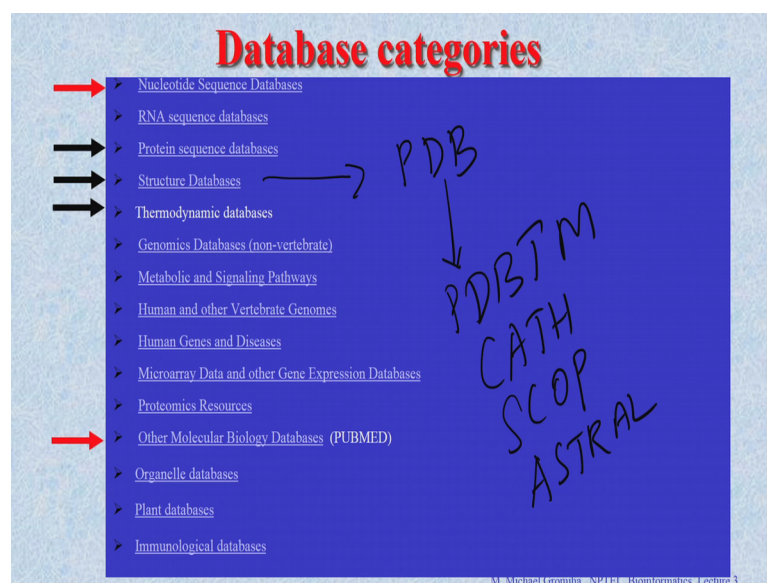 Database categories
Nucleotide Sequence Databases
RNA sequence databases
Protein sequence databases
Structure Databases
PDB
Thermodynamic databases
Genomics Databases (non-vertebrate)
PDBTM
Metabolic and Signaling Pathways
Human and other Vertebrate Genomes
CATH
Human Genes and Diseases
Microarray Data and other Gene Expression Databases
SCOP
Proteomics Resources
Other Molecular Biology Databases (PUBMED)
ASTRAL
Organelle databases
Plant databases
Immunological databases
M. Michael Gromiha, NPTEL, Bioinformatics, Lecture 3